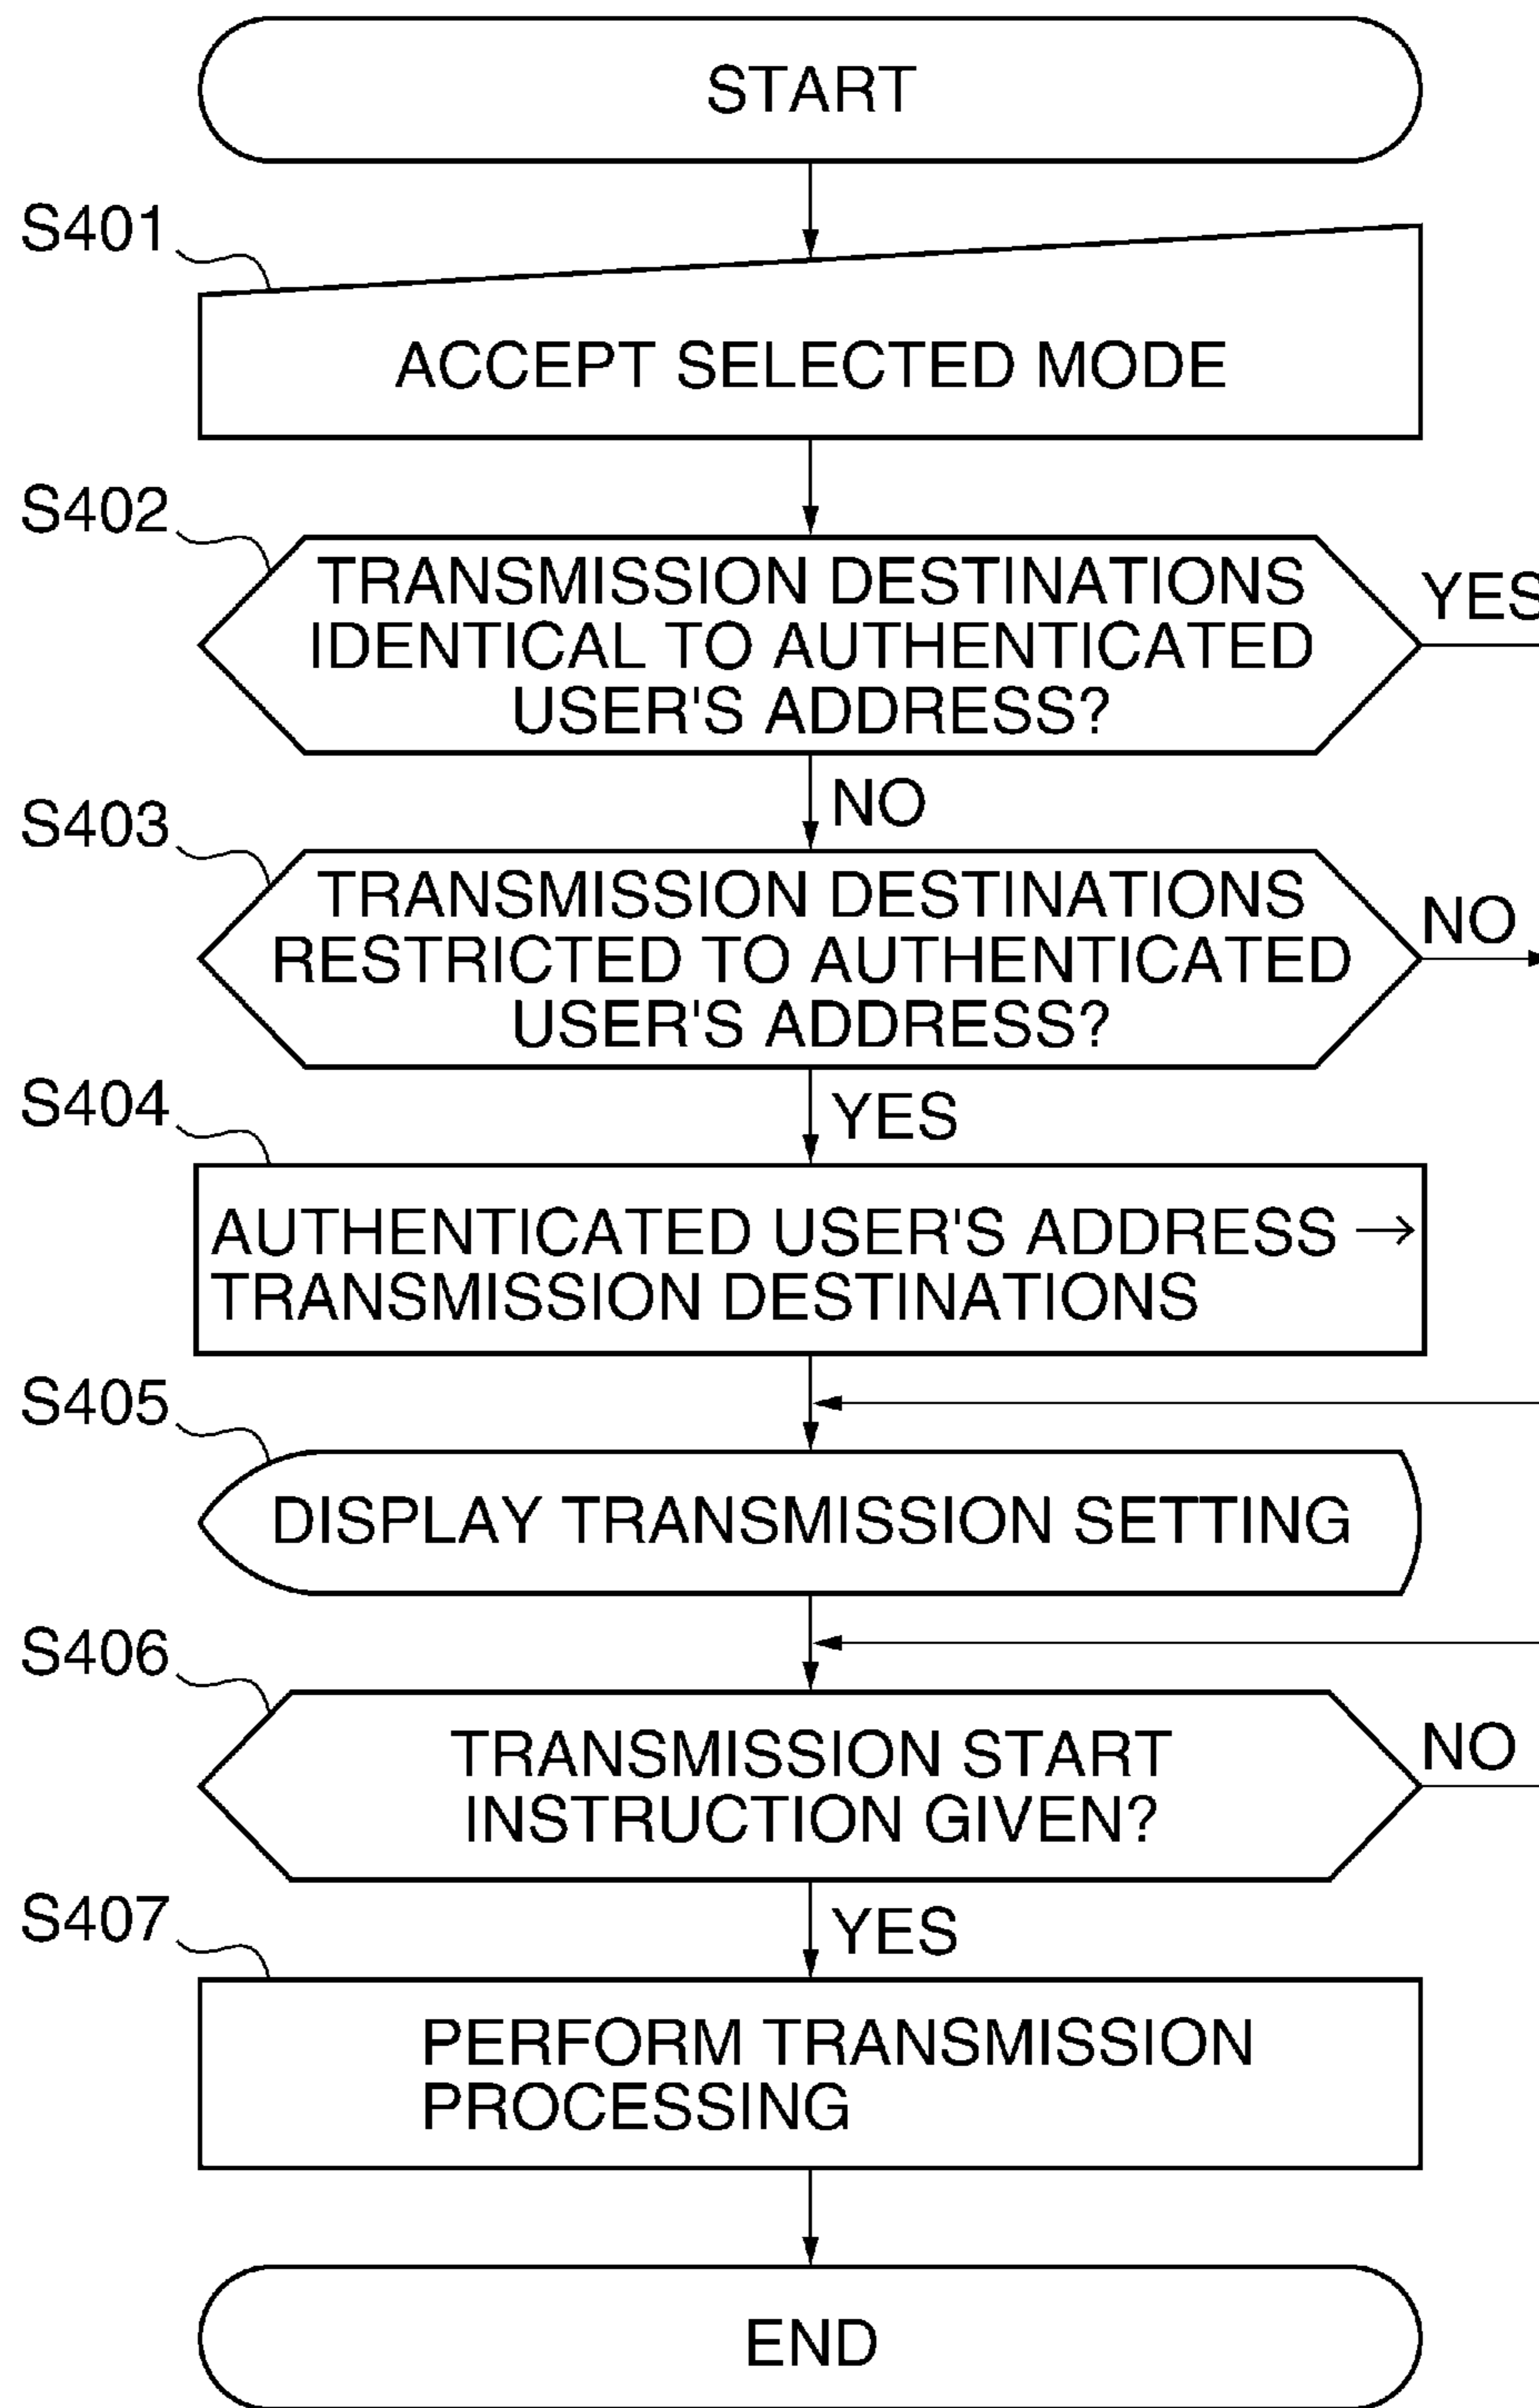 START
S401
ACCEPT SELECTED MODE
S402
TRANSMISSION DESTINATIONS
IDENTICAL TO AUTHENTICATED
USER'S ADDRESS?
YES
NO
S403
TRANSMISSION DESTINATIONS
RESTRICTED TO AUTHENTICATED
USER'S ADDRESS?
NO
YES
S404
AUTHENTICATED USER'S ADDRESS →
TRANSMISSION DESTINATIONS
S405
DISPLAY TRANSMISSION SETTING
S406
TRANSMISSION START
INSTRUCTION GIVEN?
NO
YES
S407
PERFORM TRANSMISSION
PROCESSING
END